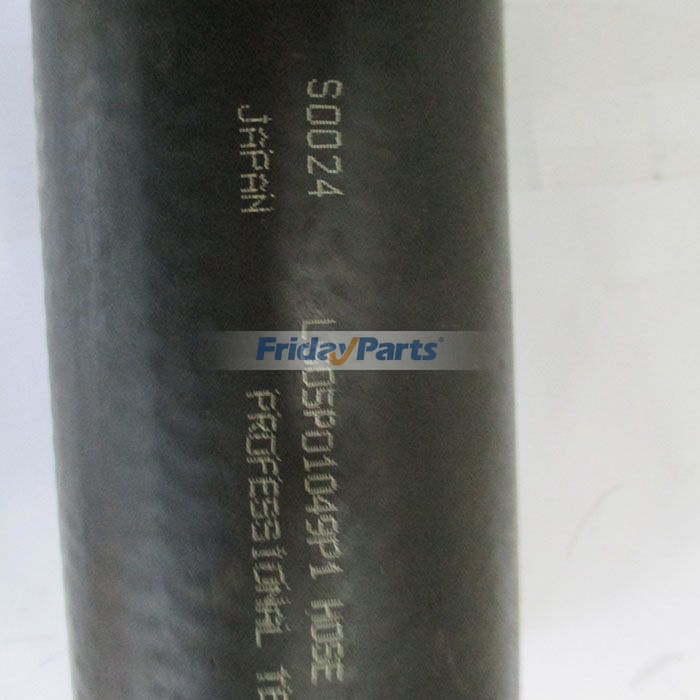 S0024 05P01049P1 HOSE
JAPAN PROFESSIONAL
FridayParts®